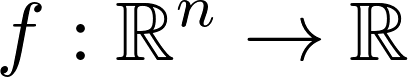 f : ℝⁿ → ℝ